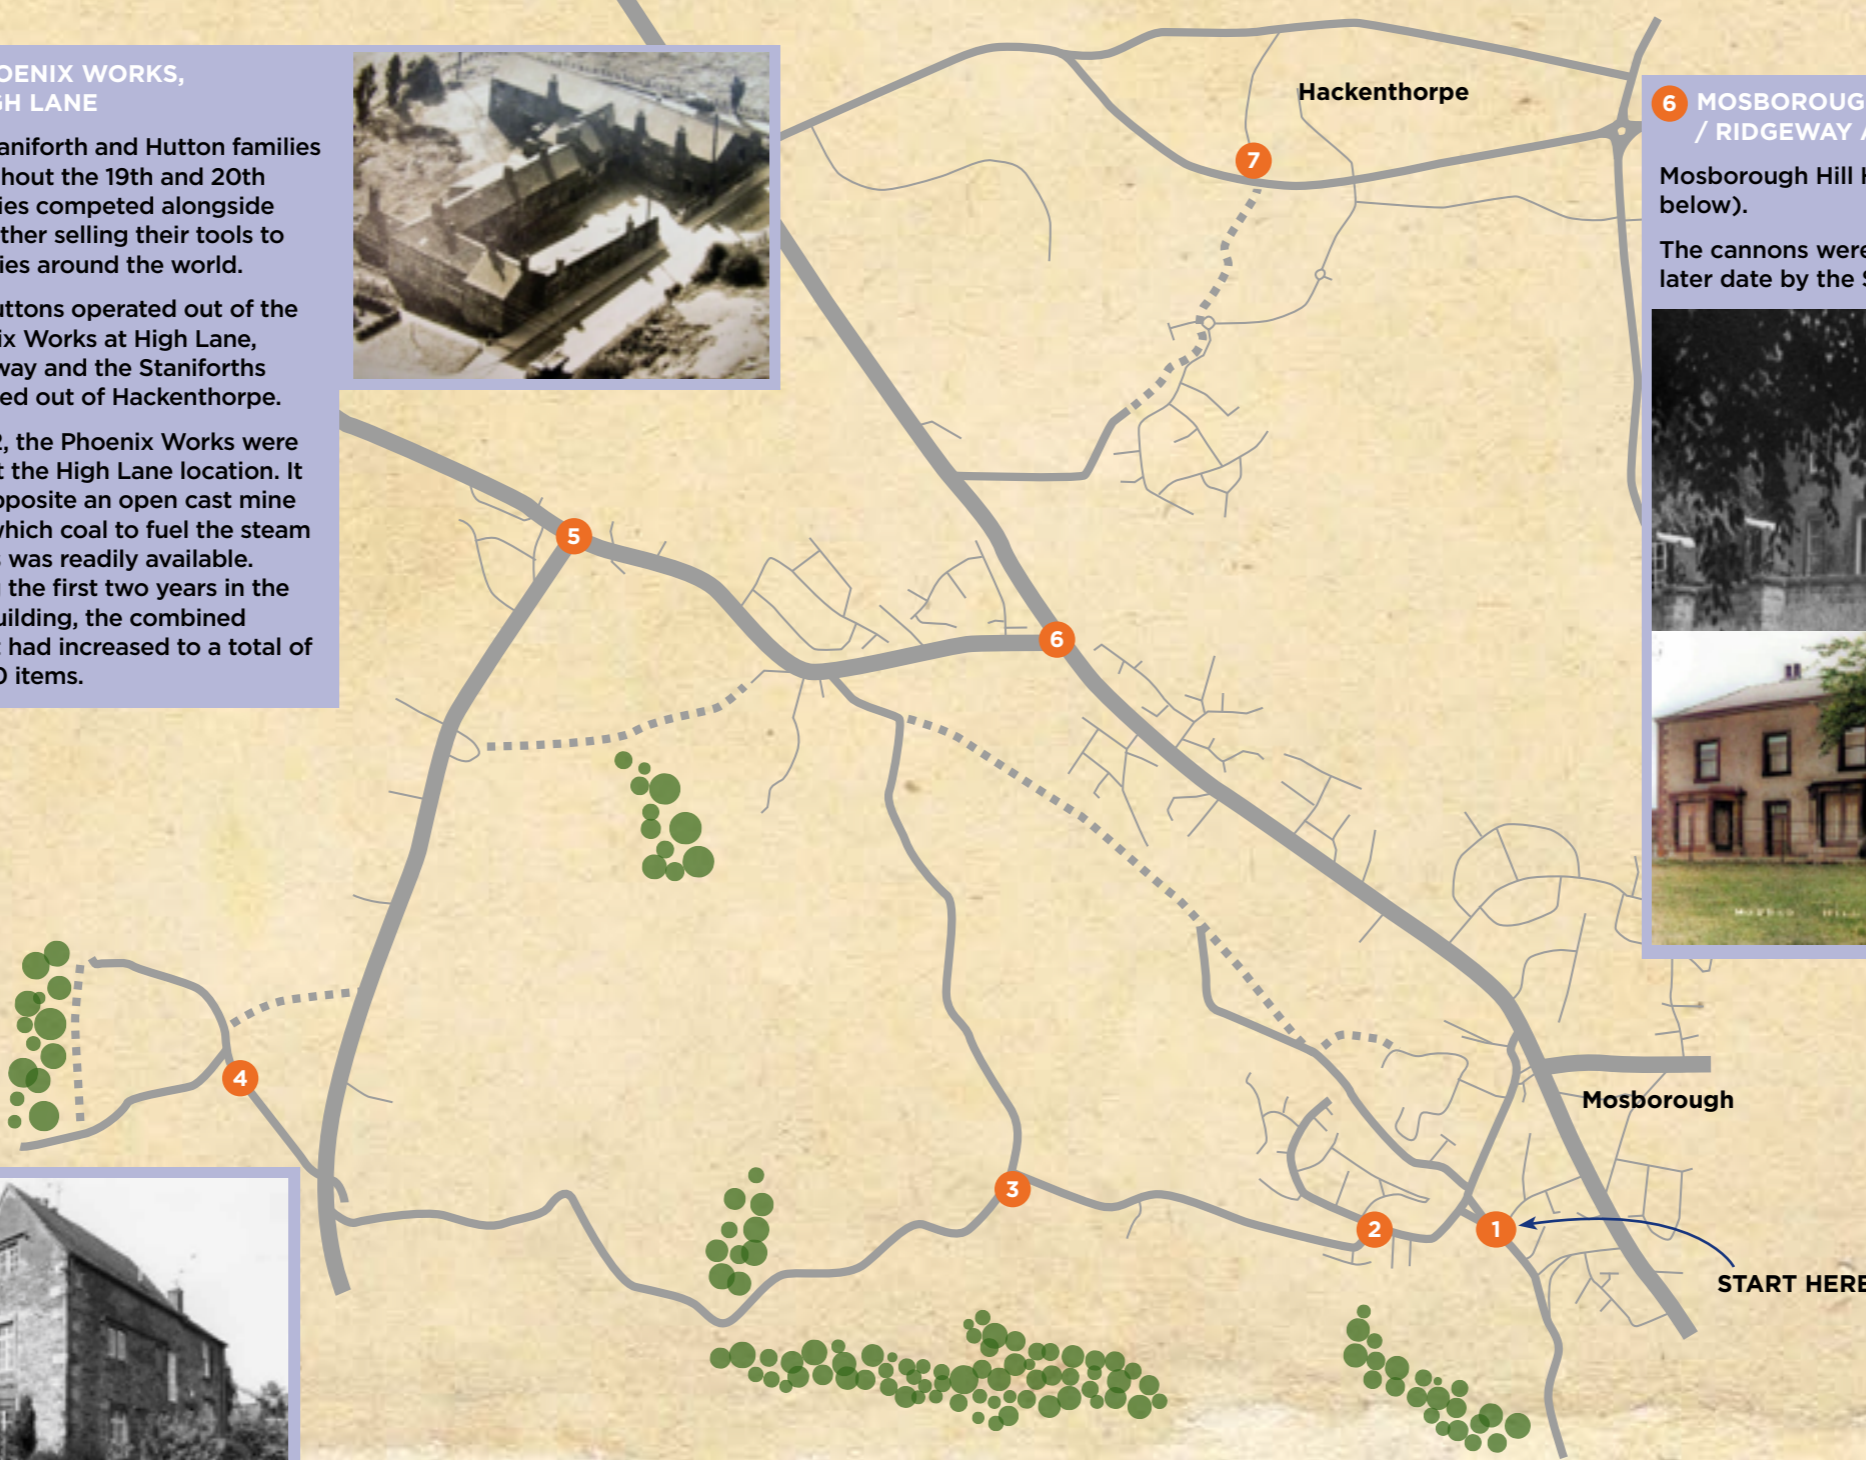 OENIX WORKS,
GH LANE
aniforth and Hutton families
hout the 19th and 20th
ies competed alongside
ther selling their tools to
ies around the world.
uttons operated out of the
ix Works at High Lane,
way and the Staniforths
ed out of Hackenthorpe.
2, the Phoenix Works were
t the High Lane location. It
pposite an open cast mine
which coal to fuel the steam
s was readily available.
g the first two years in the
uilding, the combined
t had increased to a total of
0 items.
Hackenthorpe
7
6 MOSBOROUG
/ RIDGEWAY A
Mosborough Hill H
below).
The cannons were
later date by the S
5
6
4
Mosborough
3
2
1
START HERE